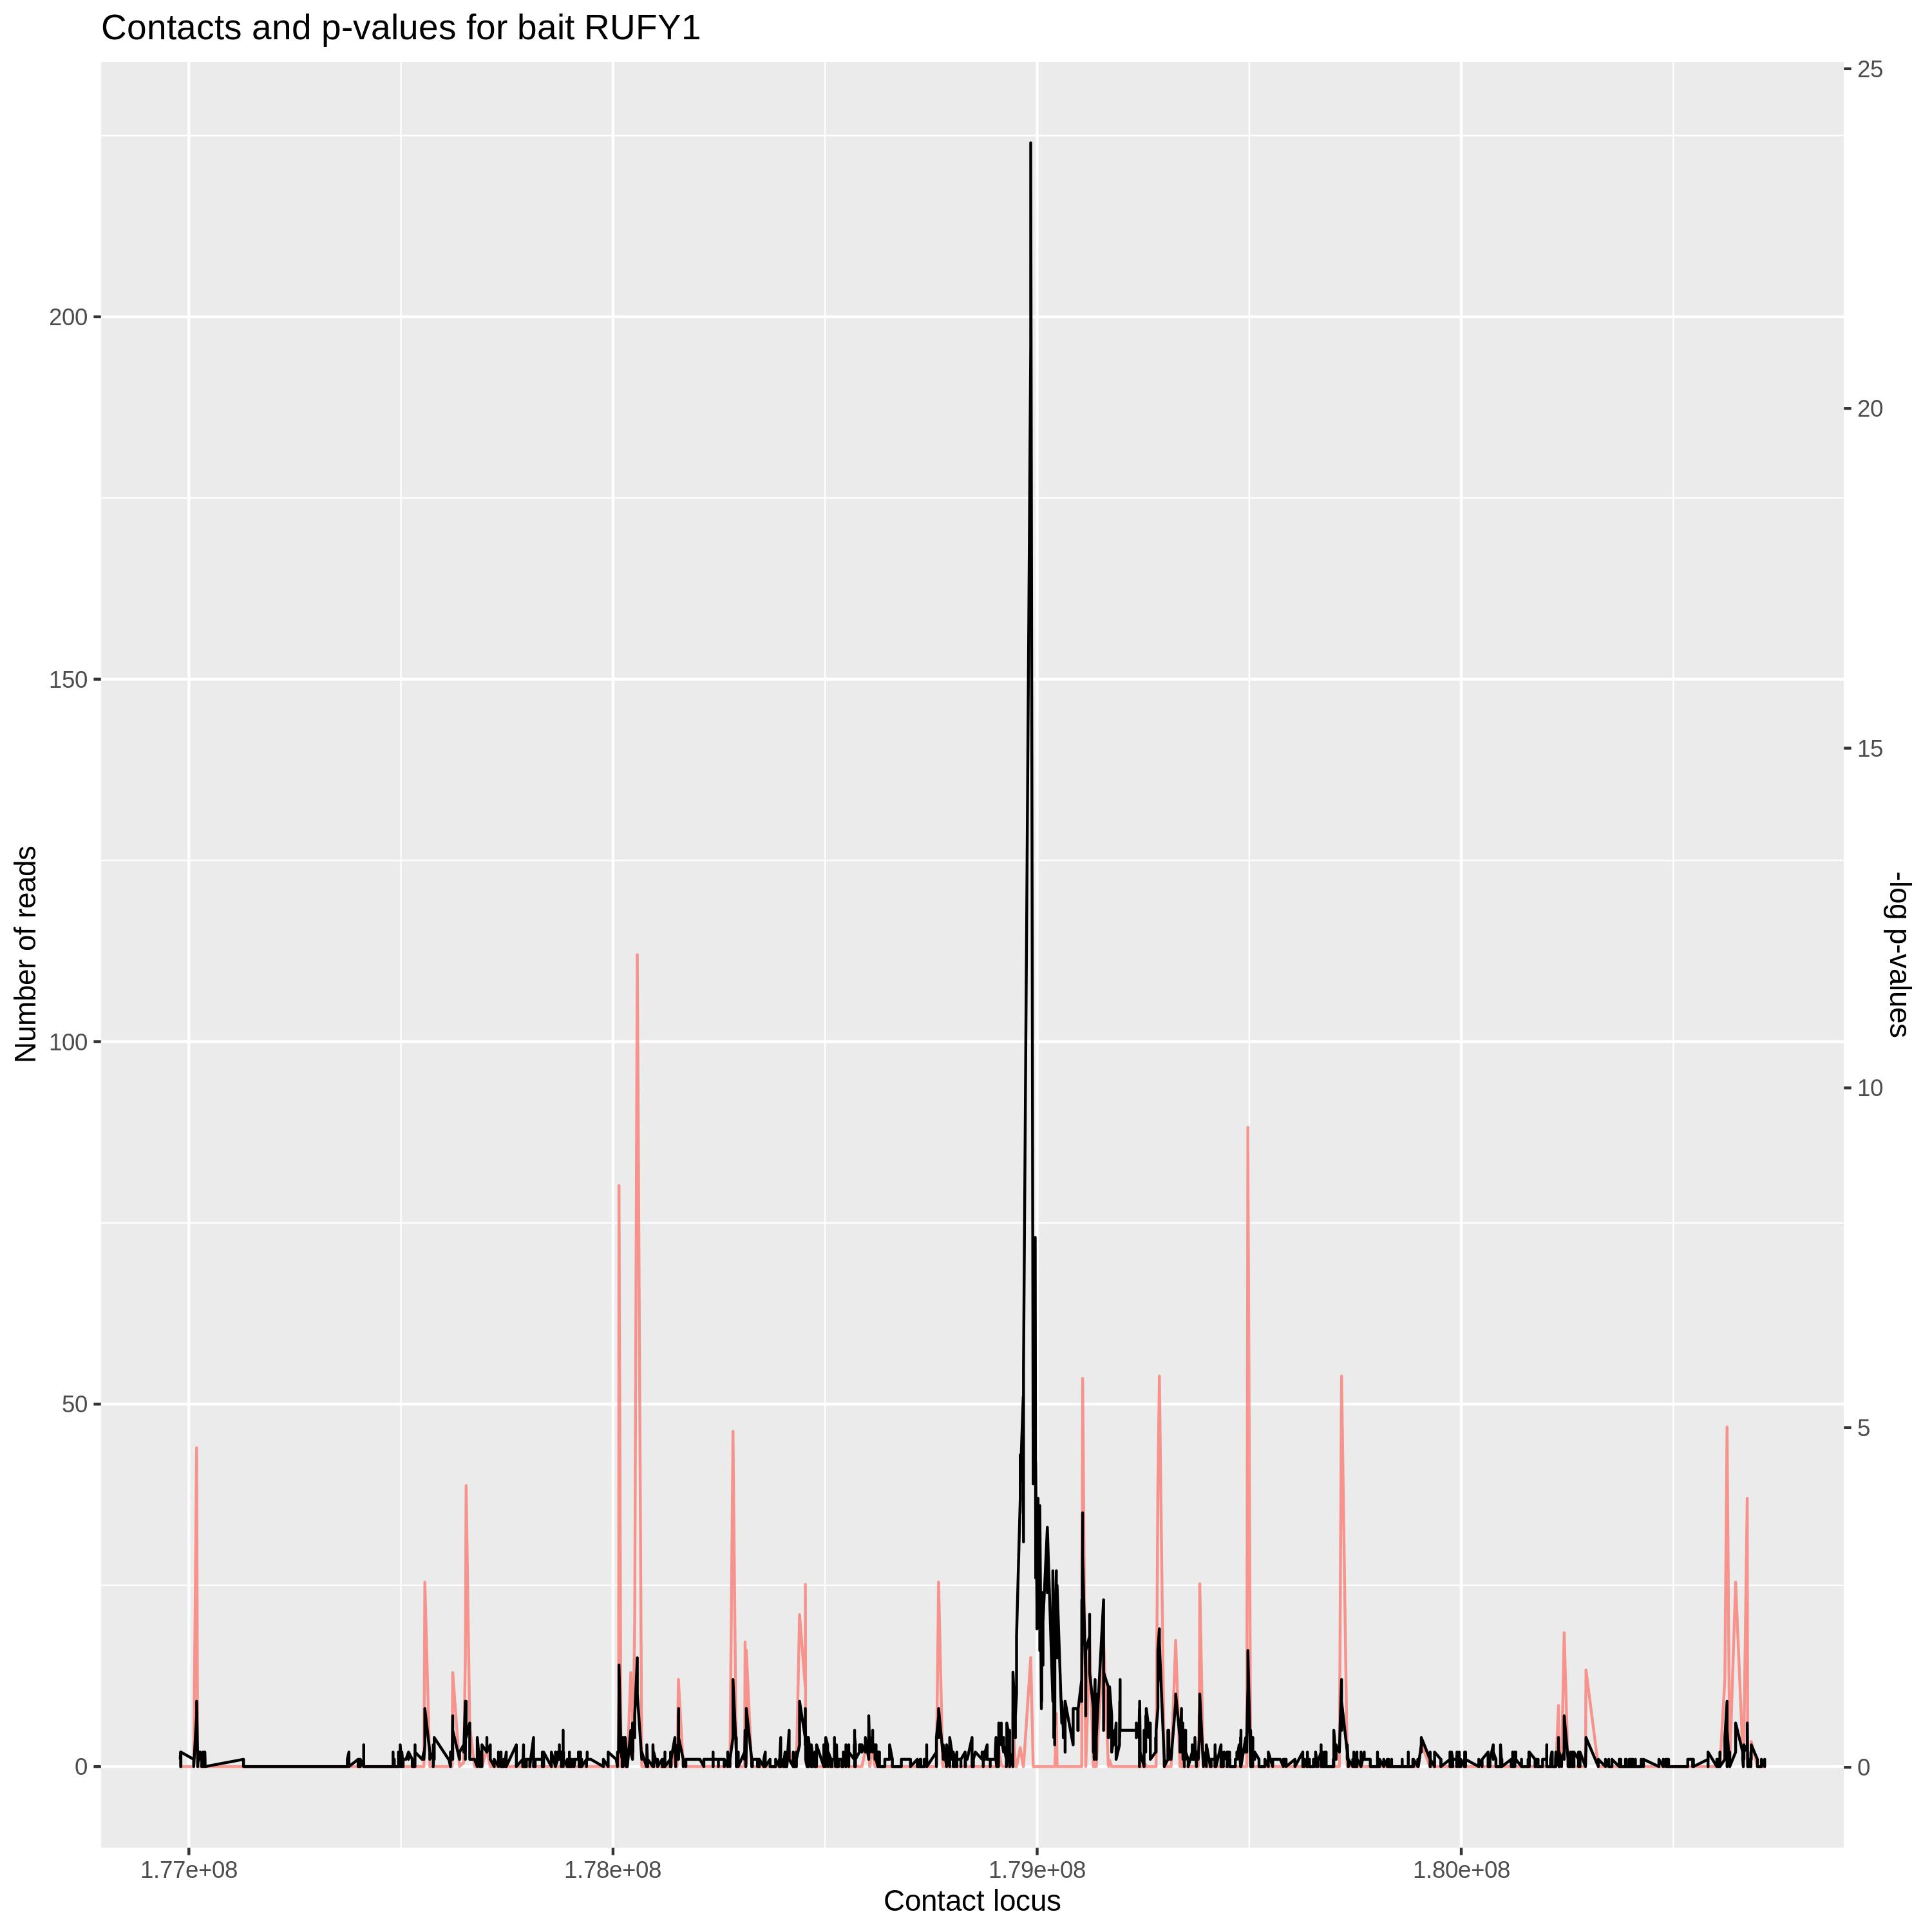 Contacts and p-values for bait RUFY1
Number of reads
200
150
100
50
0
25
20
15
10
5
0
-log p-values
1.77e+08
1.78e+08
1.79e+08
1.80e+08
Contact locus